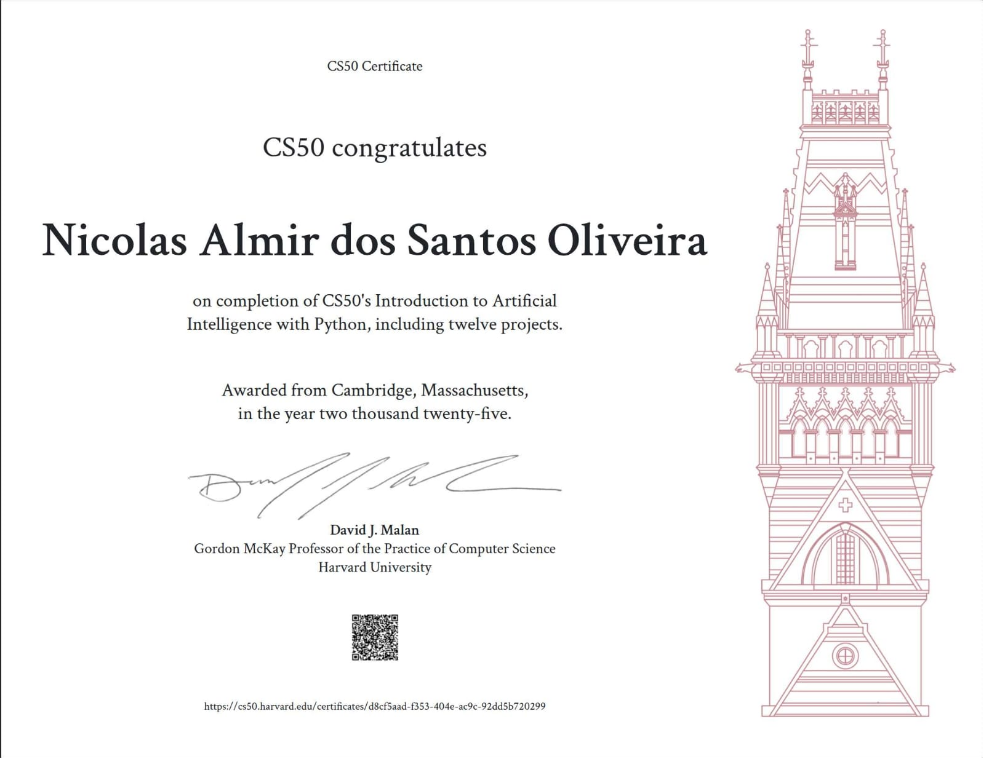 CS50 Certificate
CS50 congratulates
Nicolas Almir dos Santos Oliveira
on completion of CS50's Introduction to Artificial
Intelligence with Python, including twelve projects.
Awarded from Cambridge, Massachusetts,
in the year two thousand twenty-five.
David J. Malan
Gordon McKay Professor of the Practice of Computer Science
Harvard University
https://cs50.harvard.edu/certificates/d8cf5aad-f353-404e-ac9c-92dd5b720299